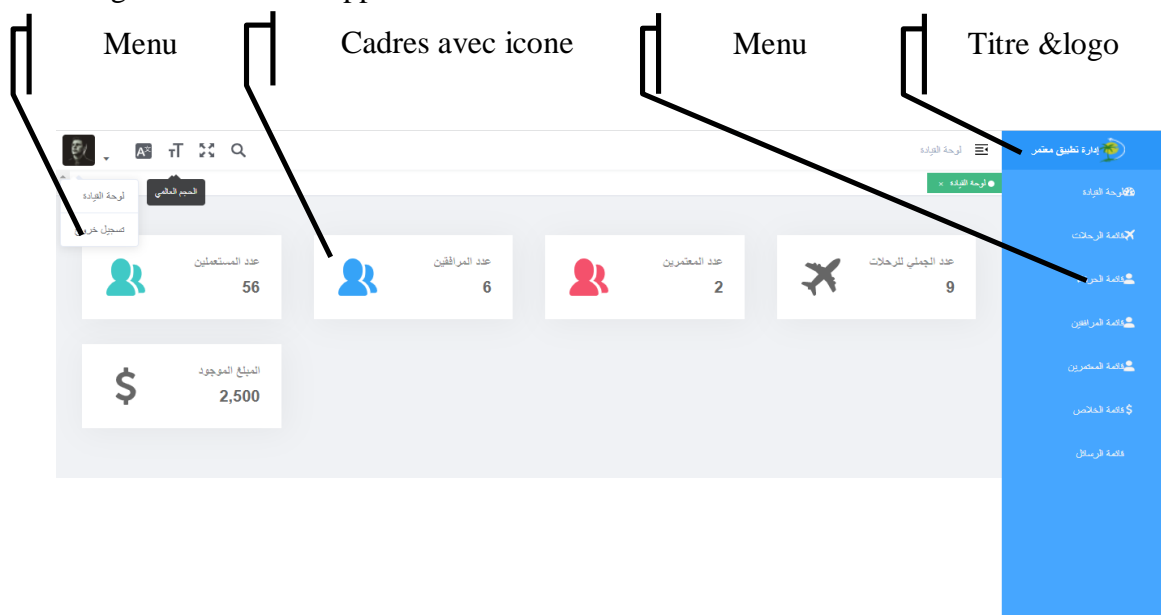 Menu
Cadres avec icone
Menu
Titre &logo
إدارة تطبيق معتمر
لوحة القيادة
لوحة القيادة ×
الحجم العالمي
لوحة القيادة
تسجيل
لوحة القيادة
قائمة الرحلات
قائمة
قائمة المرافقين
قائمة المعتمرين
قائمة الخلاص
قائمة الرسائل
عدد الجملي للرحلات
9
عدد المعتمرين
2
عدد المرافقين
6
عدد المستعملين
56
المبلغ الموجود
2,500